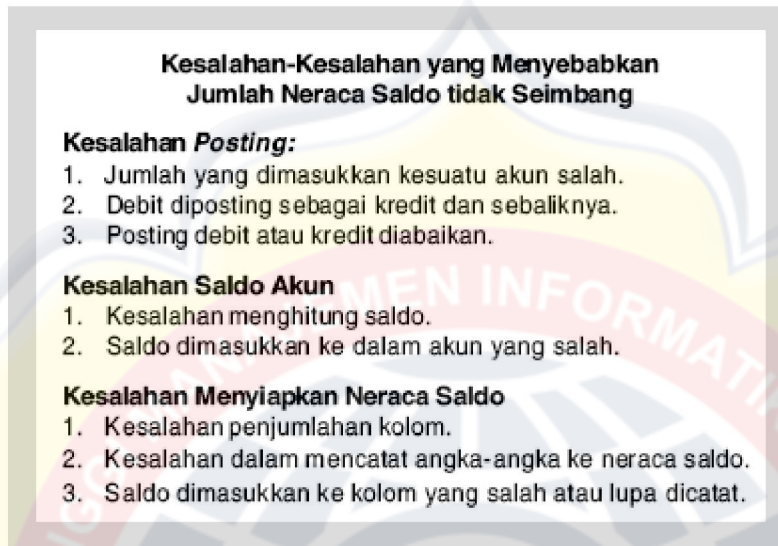 Kesalahan-Kesalahan yang Menyebabkan
Jumlah Neraca Saldo tidak Seimbang
Kesalahan Posting:
1. Jumlah yang dimasukkan kesuatu akun salah.
2. Debit diposting sebagai kredit dan sebaliknya.
3. Posting debit atau kredit diabaikan.
Kesalahan Saldo Akun
1. Kesalahan menghitung saldo.
2. Saldo dimasukkan ke dalam akun yang salah.
Kesalahan Menyiapkan Neraca Saldo
1. Kesalahan penjumlahan kolom.
2. Kesalahan dalam mencatat angka-angka ke neraca saldo.
3. Saldo dimasukkan ke kolom yang salah atau lupa dicatat.